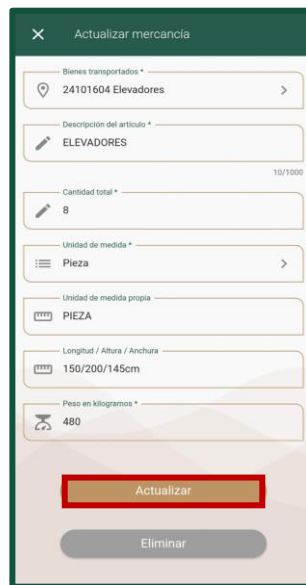 Actualizar mercancía
Bienes transportados *
24101604 Elevadores
Descripción del artículo *
ELEVADORES
10/1000
Cantidad total *
8
Unidad de medida *
Pieza
Unidad de medida propia
PIEZA
Longitud / Altura / Anchura
150/200/145cm
Peso en kilogramos *
480
Actualizar
Eliminar